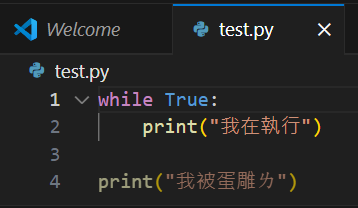 Welcome
test.py
test.py
1 while True:
2     print("我在執行")
3
4 print("我被蛋雕ㄌ")